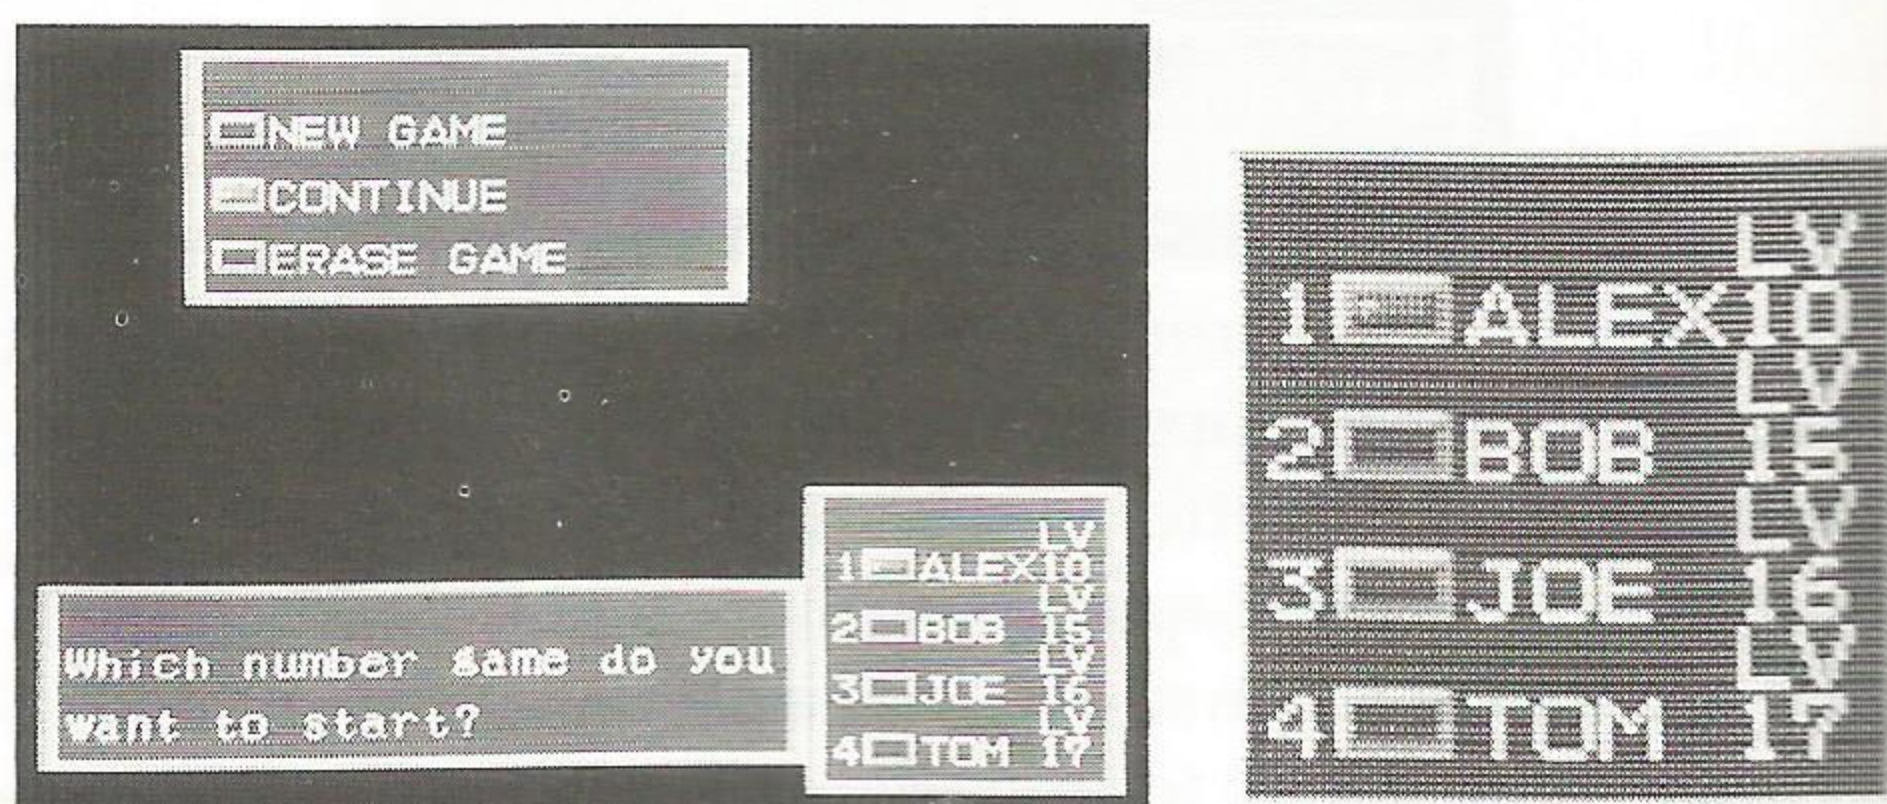 NEW GAME
CONTINUE
ERASE GAME
Which number game do you
want to start?
LV
1 ALEX10
LV
2 BOB 15
LV
3 JOE 16
LV
4 TOM 17
LV
1 ALEX10
LV
2 BOB 15
LV
3 JOE 16
LV
4 TOM 17